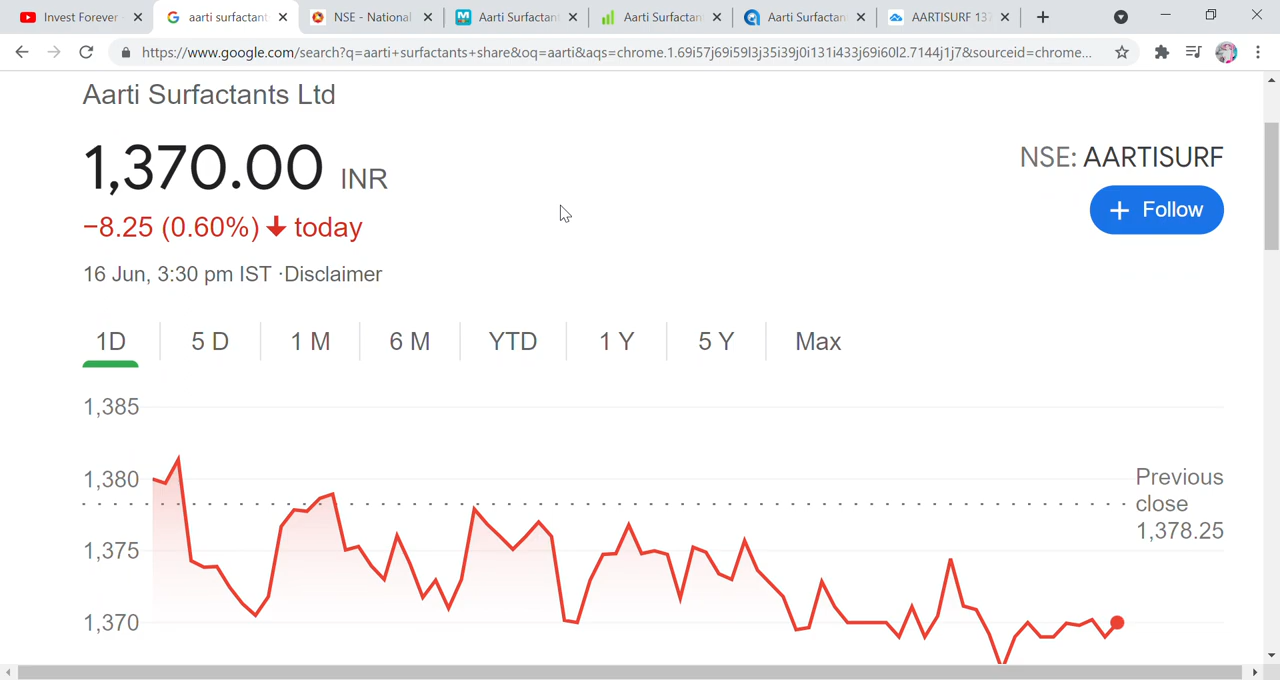 Invest Forever
aarti surfactant
NSE - National
Aarti Surfactan
Aarti Surfactan
Aarti Surfactan
AARTISURF 137
https://www.google.com/search?q=aarti+surfactants+share&oq=aarti&aqs=chrome.1.69i57j69i59l3j35i39j0i131i433j69i60l2.7144j1j7&sourceid=chrome...
Aarti Surfactants Ltd
1,370.00 INR
NSE: AARTISURF
+ Follow
−8.25 (0.60%) ↓ today
16 Jun, 3:30 pm IST ·Disclaimer
1D 5 D 1 M 6 M YTD 1 Y 5 Y Max
1,385
1,380
1,375
1,370
Previous
close
1,378.25